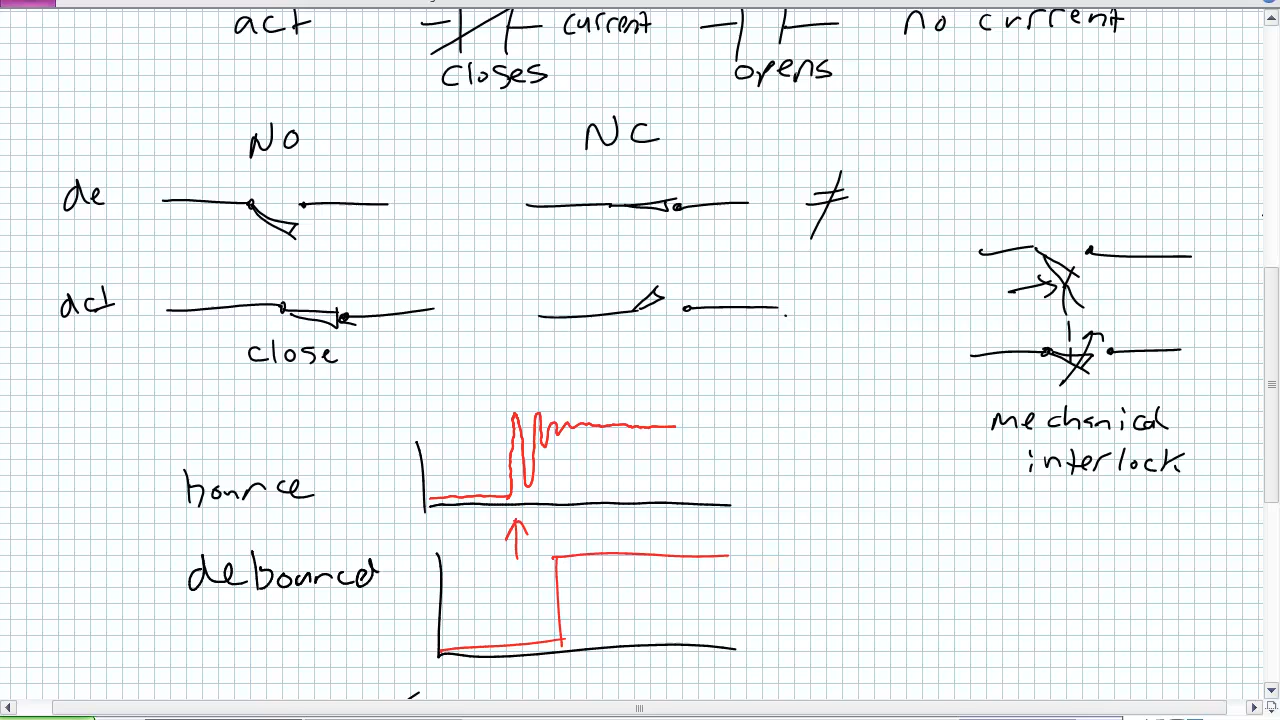 act current no current
closes opens
NO NC
de ≠
act
close
mechanical
interlock
bounce
debounced